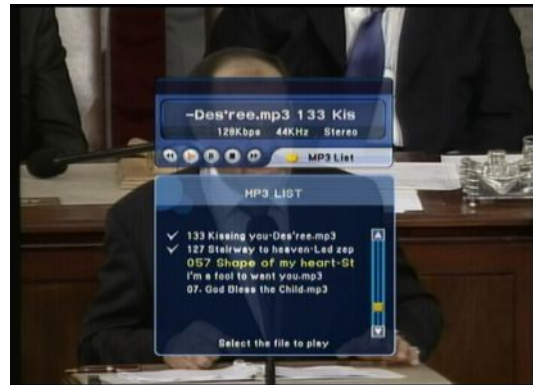 -Des'ree.mp3 133 Kis
128Kbps 44KHz Stereo
MP3 List
MP3 LIST
133 Kissing you-Des'ree.mp3
127 Stairway to heaven-Led zep
057 Shape of my heart-St
I'm a fool to want you.mp3
07. God Bless the Child.mp3
Select the file to play